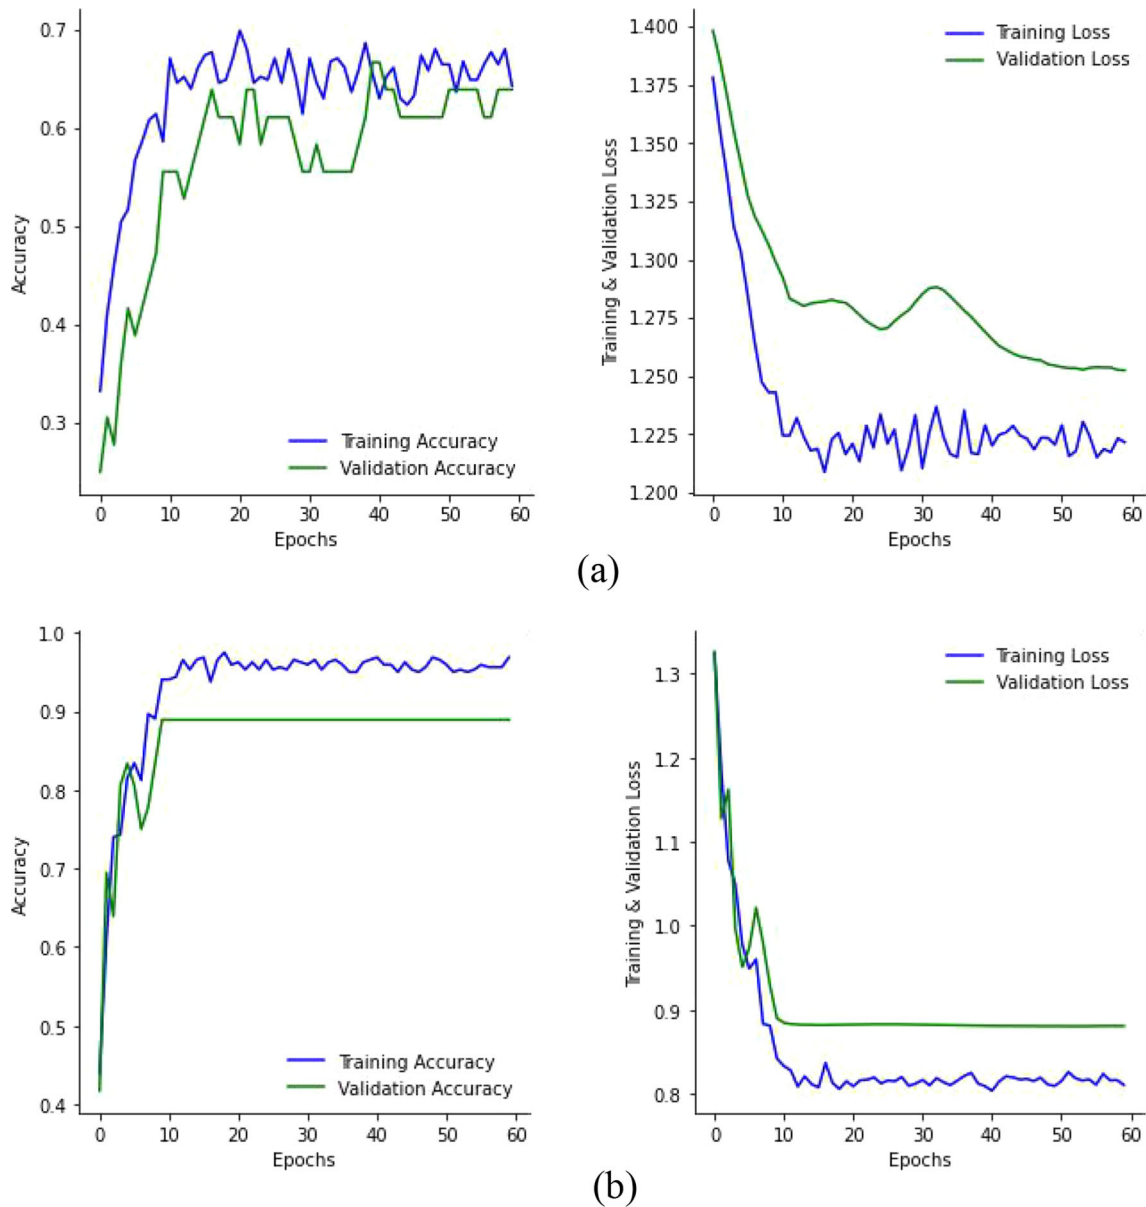 0.7
0.6
0.5
0.4
0.3
Accuracy
Training Accuracy
Validation Accuracy
0 10 20 30 40 50 60
Epochs
1.400
1.375
1.350
1.325
1.300
1.275
1.250
1.225
1.200
Training & Validation Loss
Training Loss
Validation Loss
0 10 20 30 40 50 60
Epochs
(a)
1.0
0.9
0.8
0.7
0.6
0.5
0.4
Accuracy
Training Accuracy
Validation Accuracy
0 10 20 30 40 50 60
Epochs
1.3
1.2
1.1
1.0
0.9
0.8
Training & Validation Loss
Training Loss
Validation Loss
0 10 20 30 40 50 60
Epochs
(b)